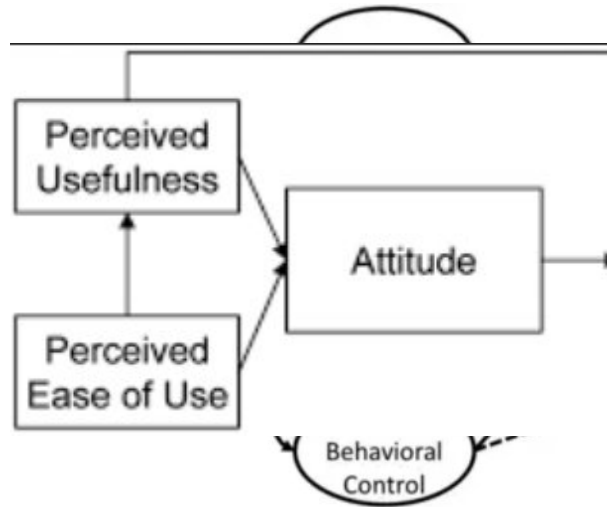 Perceived
Usefulness
Attitude
Perceived
Ease of Use
Behavioral
Control